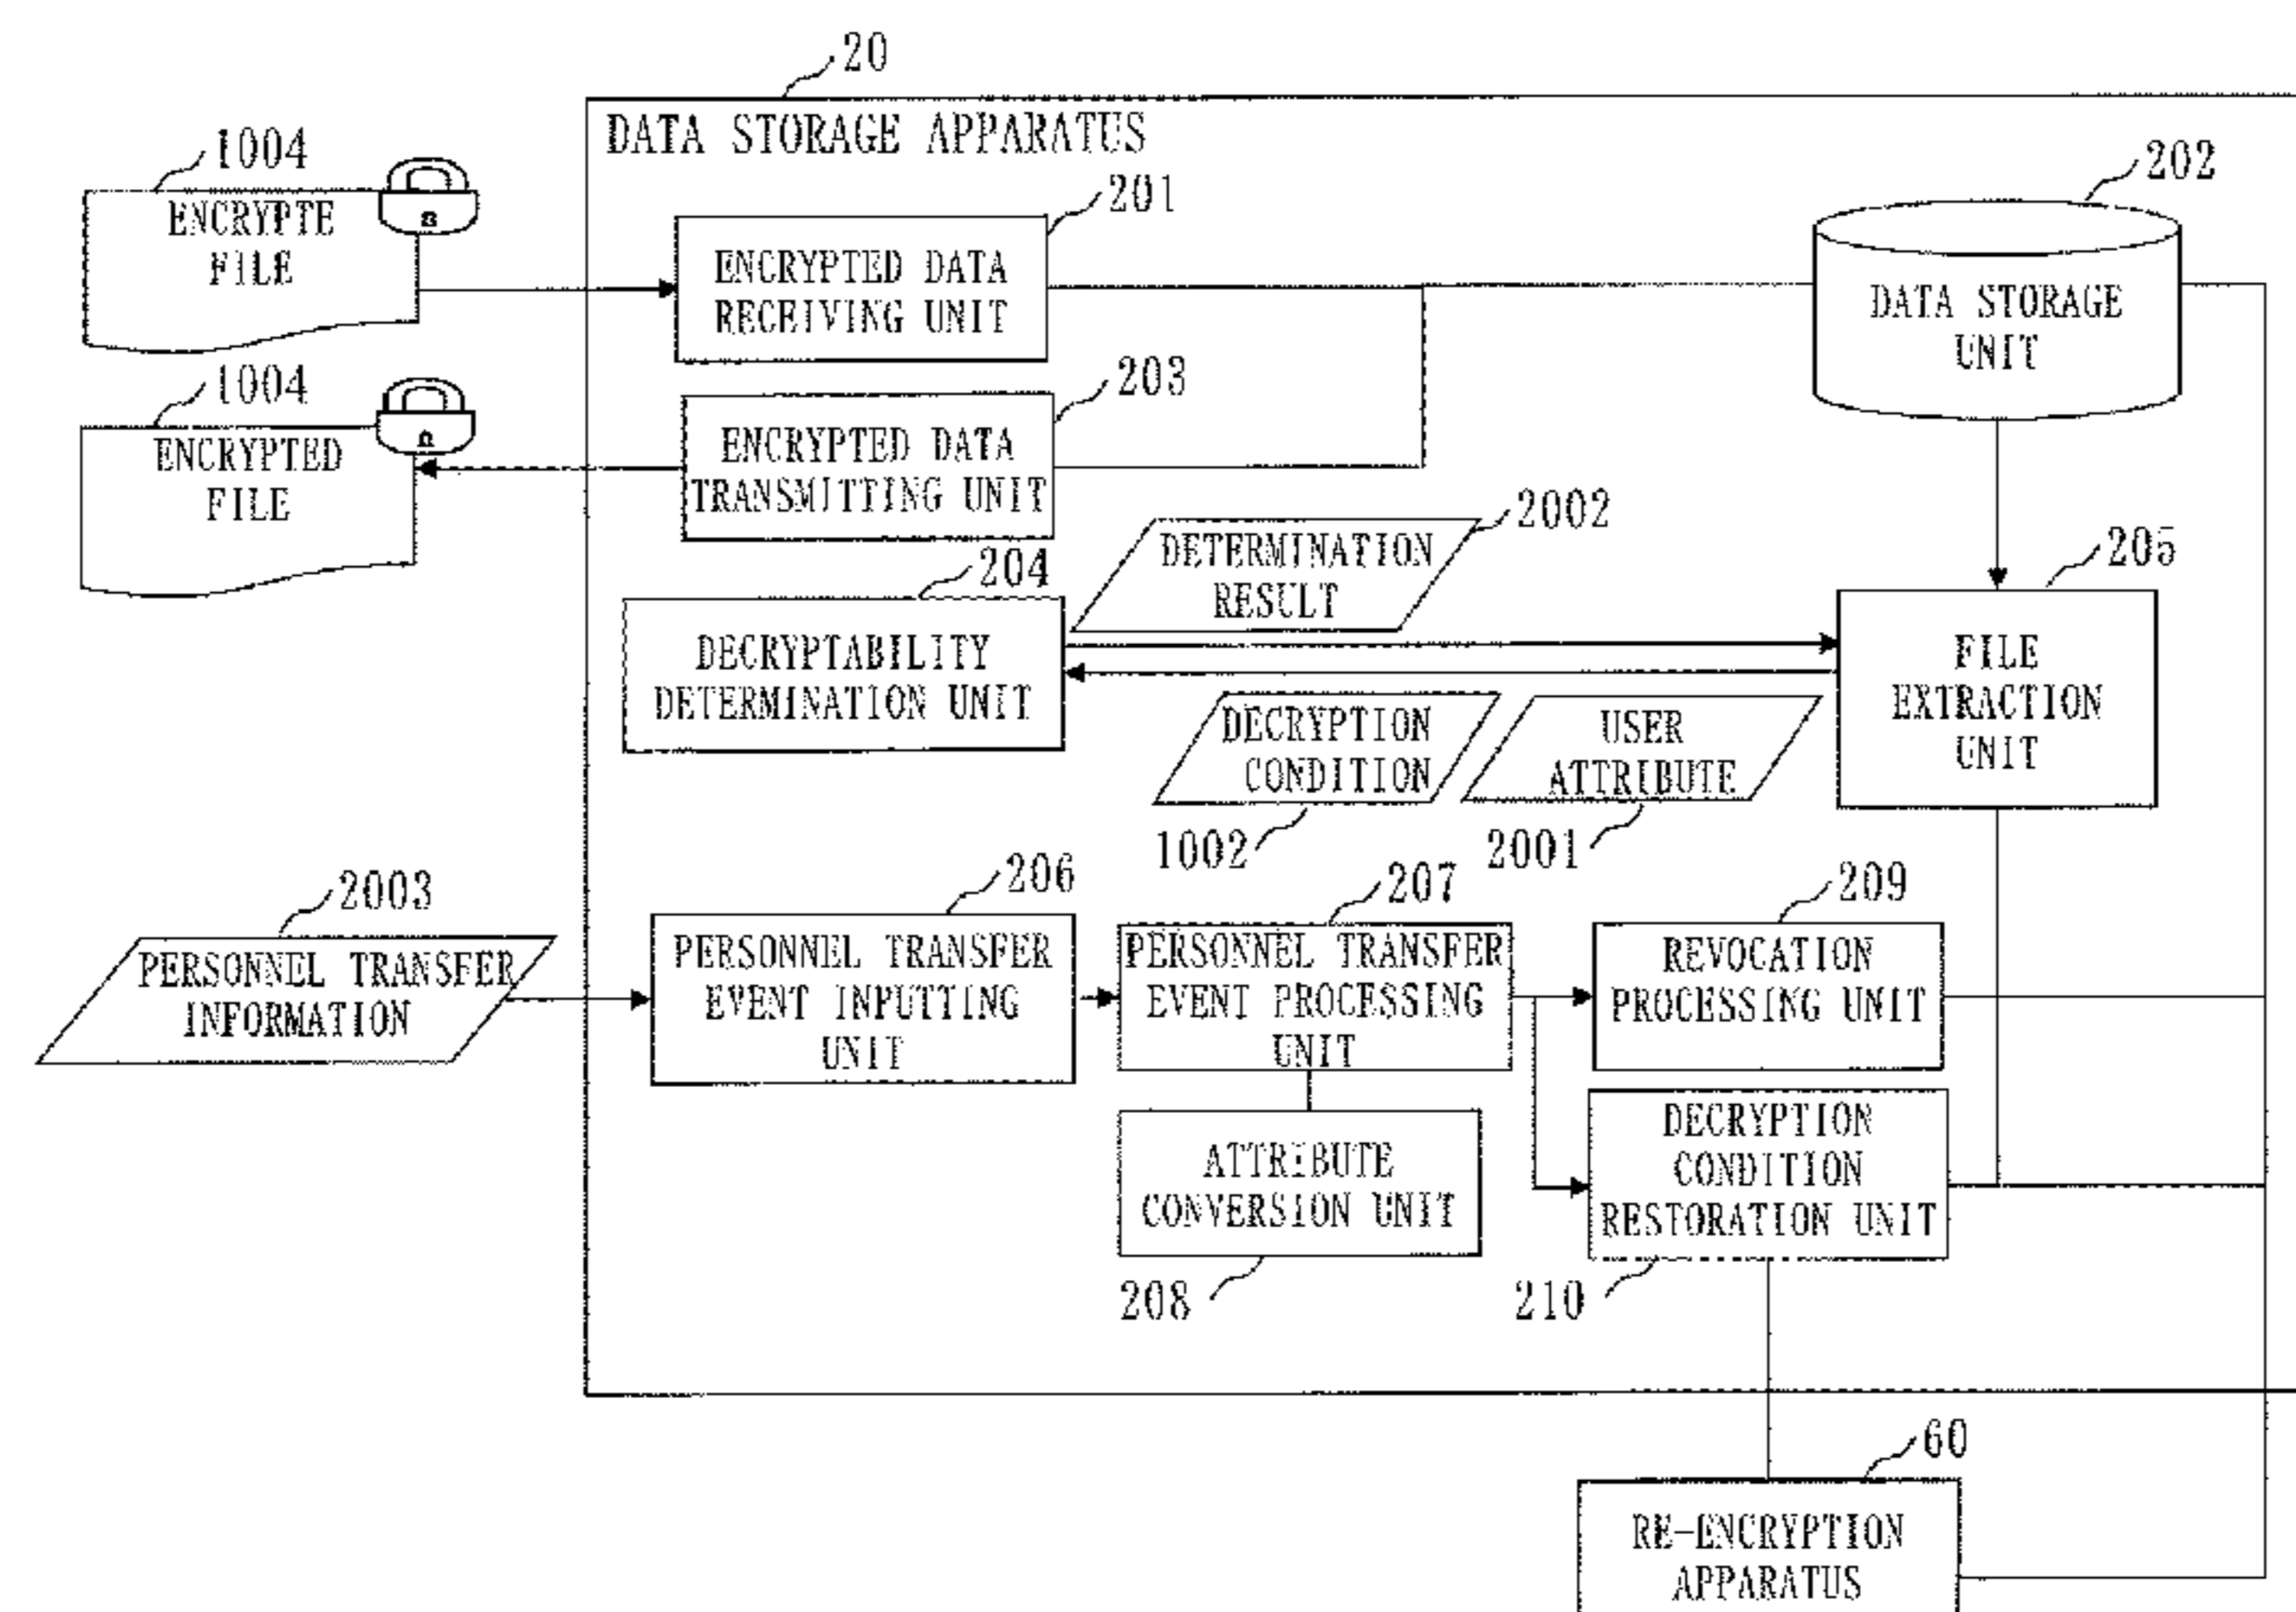 20
DATA STORAGE APPARATUS
1004
ENCRYPTE
FILE
201
ENCRYPTED DATA
RECEIVING UNIT
202
DATA STORAGE
UNIT
1004
ENCRYPTED
FILE
203
ENCRYPTED DATA
TRANSMITTING UNIT
2002
DETERMINATION
RESULT
204
DECRYPTABILITY
DETERMINATION UNIT
205
FILE
EXTRACTION
UNIT
DECRYPTION
CONDITION
1002
USER
ATTRIBUTE
2001
2003
PERSONNEL TRANSFER
INFORMATION
206
PERSONNEL TRANSFER
EVENT INPUTTING
UNIT
207
PERSONNEL TRANSFER
EVENT PROCESSING
UNIT
209
REVOCATION
PROCESSING UNIT
ATTRIBUTE
CONVERSION UNIT
208
DECRYPTION
CONDITION
RESTORATION UNIT
210
60
RE-ENCRYPTION
APPARATUS